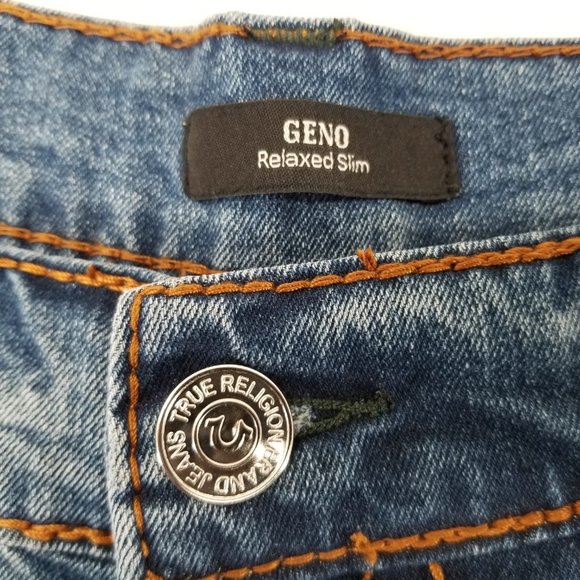 GENO
Relaxed Slim
TRUE RELIGION BRAND JEANS